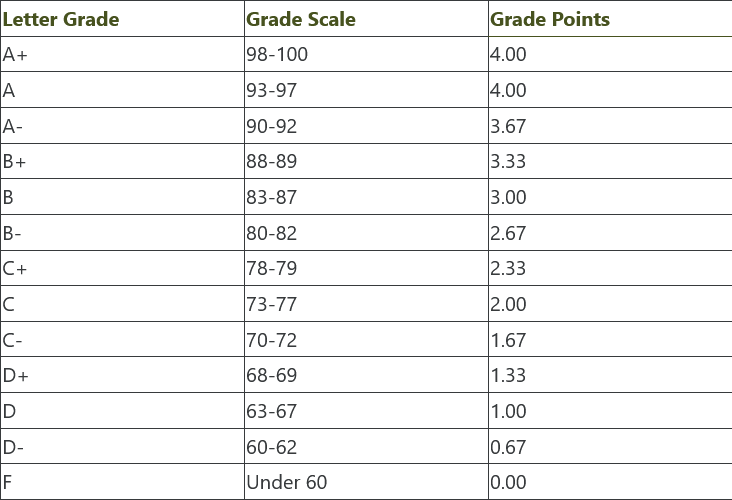 Letter Grade Grade Scale Grade Points
A+ 98-100 4.00
A 93-97 4.00
A- 90-92 3.67
B+ 88-89 3.33
B 83-87 3.00
B- 80-82 2.67
C+ 78-79 2.33
C 73-77 2.00
C- 70-72 1.67
D+ 68-69 1.33
D 63-67 1.00
D- 60-62 0.67
F Under 60 0.00